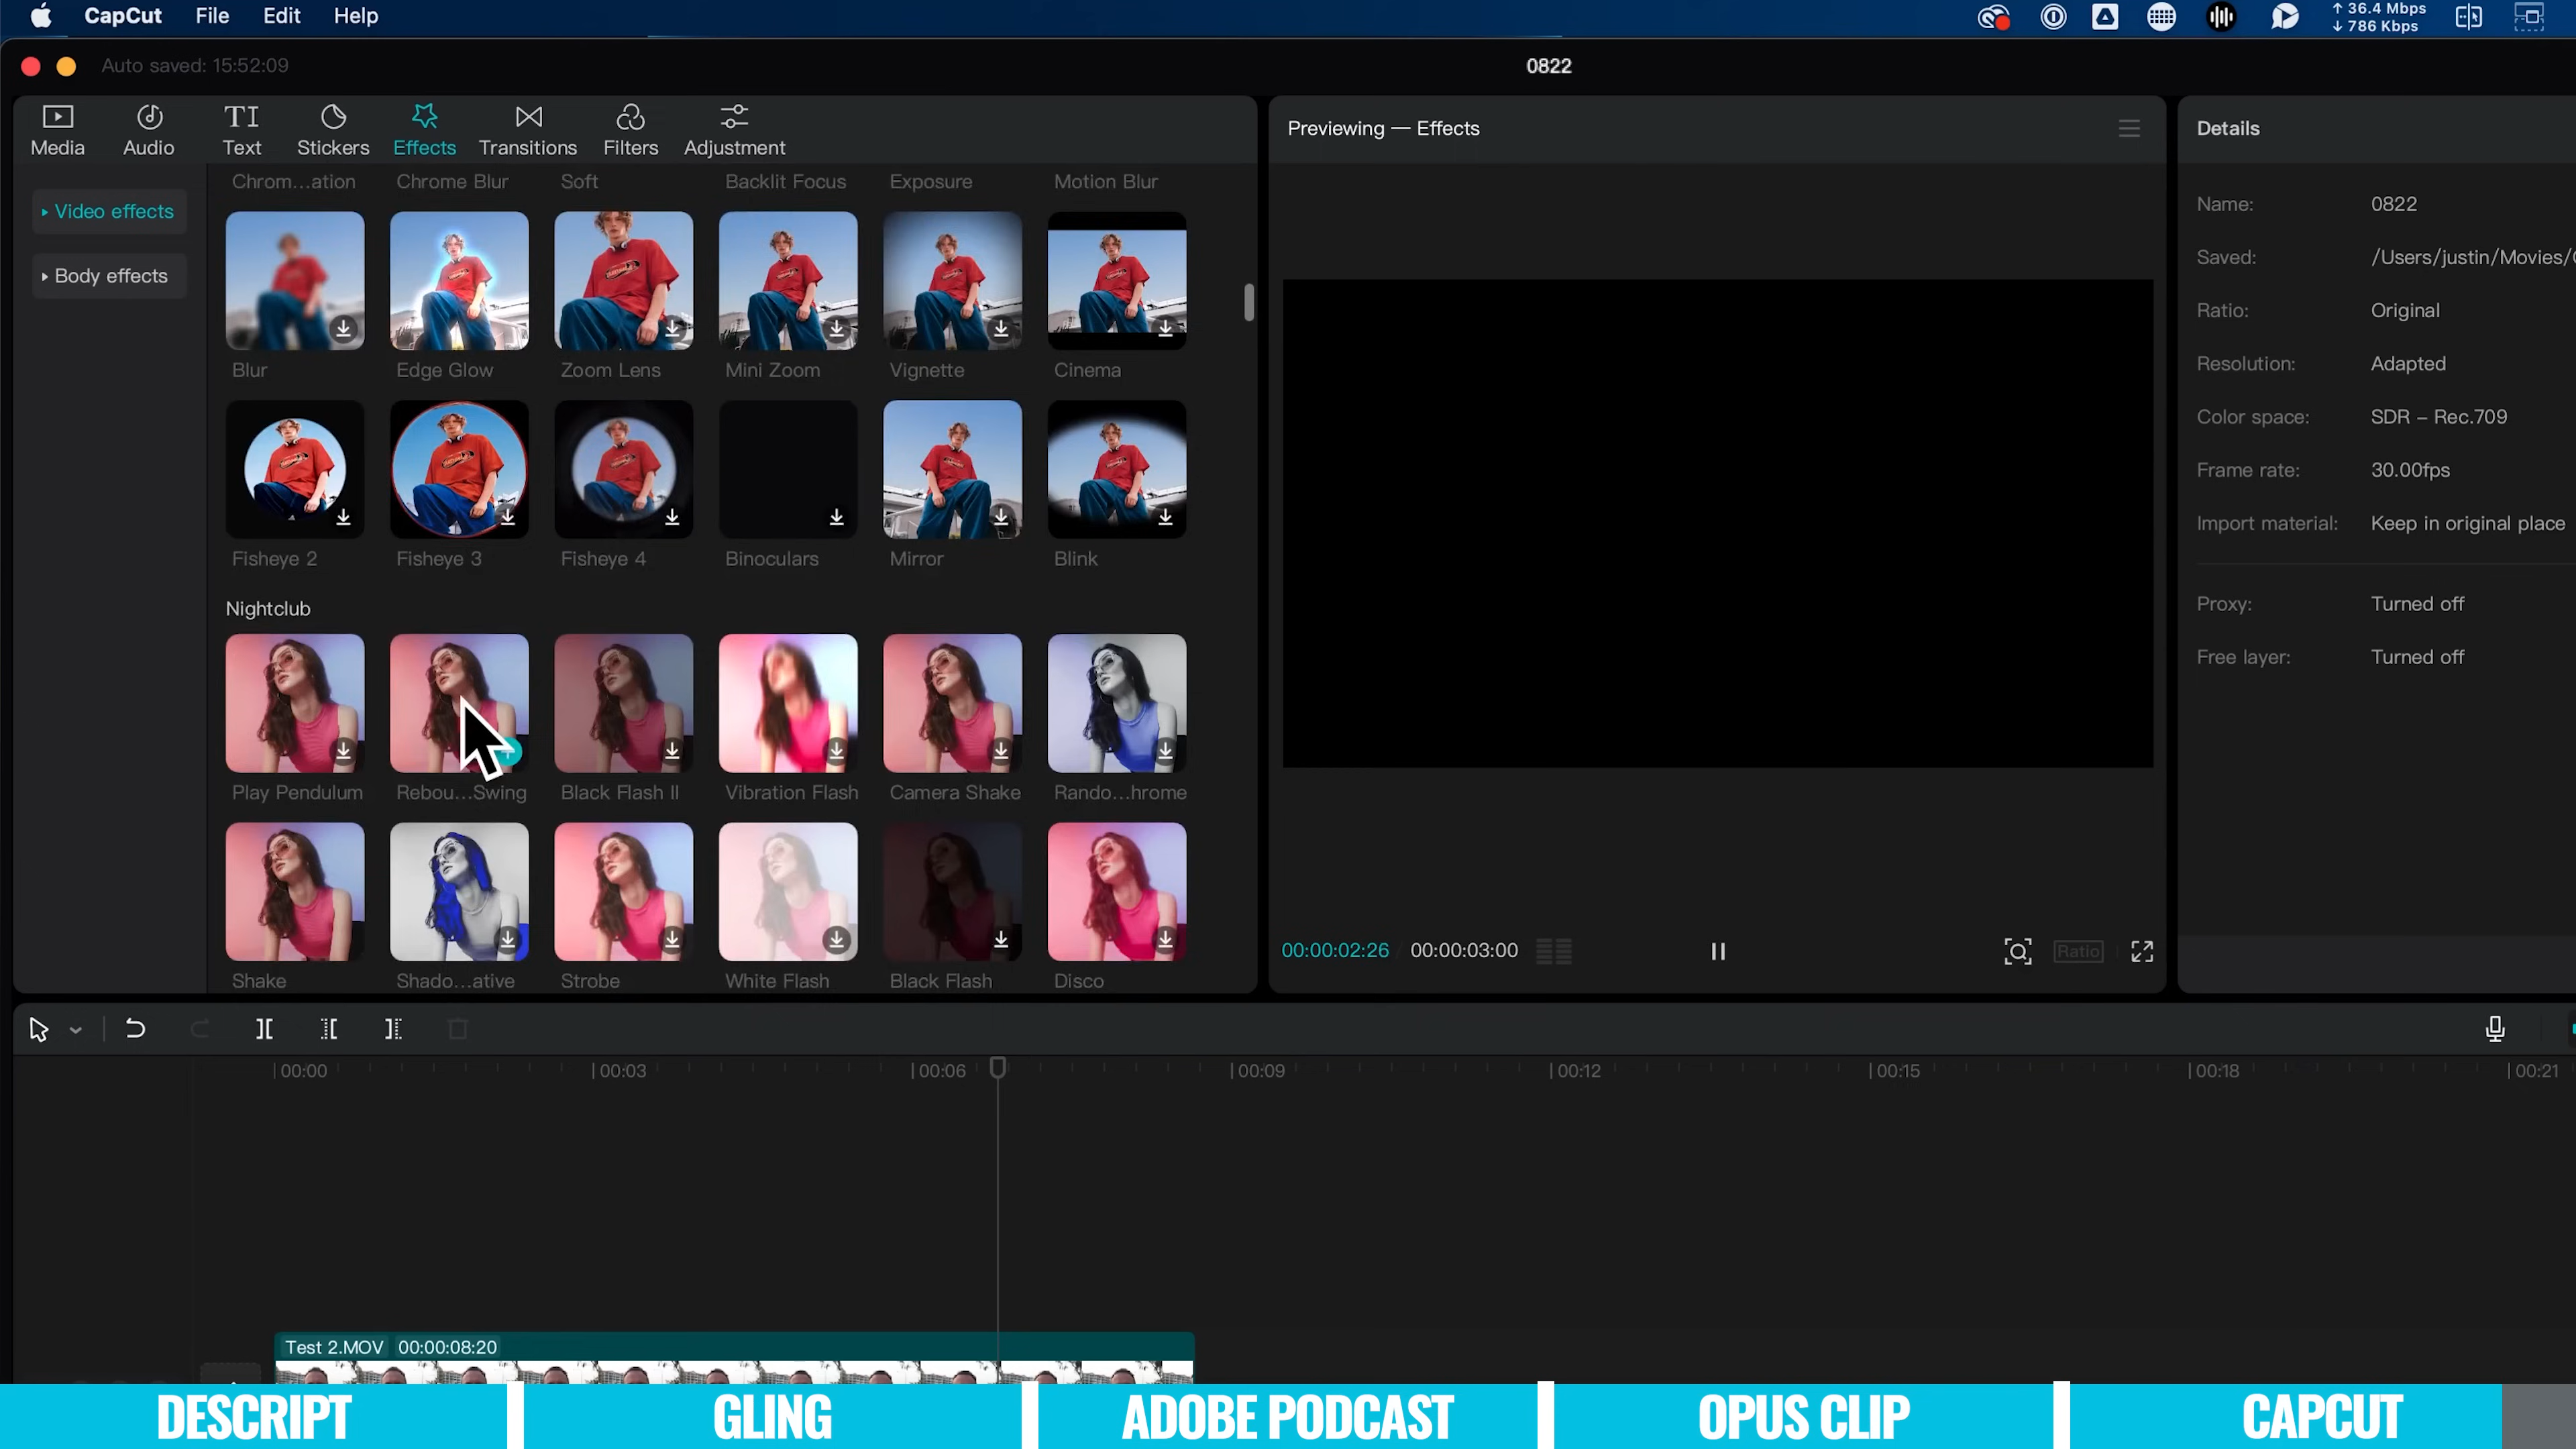 CapCut File Edit Help
↑ 36.4 Mbps
↓ 786 Kbps
Auto saved: 15:52:09
0822
Media Audio Text Stickers Effects Transitions Filters Adjustment
Video effects
Body effects
Chrom...ation Chrome Blur Soft Backlit Focus Exposure Motion Blur
Blur Edge Glow Zoom Lens Mini Zoom Vignette Cinema
Fisheye 2 Fisheye 3 Fisheye 4 Binoculars Mirror Blink
Nightclub
Play Pendulum Rebou...Swing Black Flash II Vibration Flash Camera Shake Rando...hrome
Shake Shado...ative Strobe White Flash Black Flash Disco
Previewing — Effects
00:00:02:26 00:00:03:00
Ratio
Details
Name: 0822
Saved: /Users/justin/Movies/
Ratio: Original
Resolution: Adapted
Color space: SDR – Rec.709
Frame rate: 30.00fps
Import material: Keep in original place
Proxy: Turned off
Free layer: Turned off
00:00 00:03 00:06 00:09 00:12 00:15 00:18 00:21
Test 2.MOV 00:00:08:20
DESCRIPT GLING ADOBE PODCAST OPUS CLIP CAPCUT